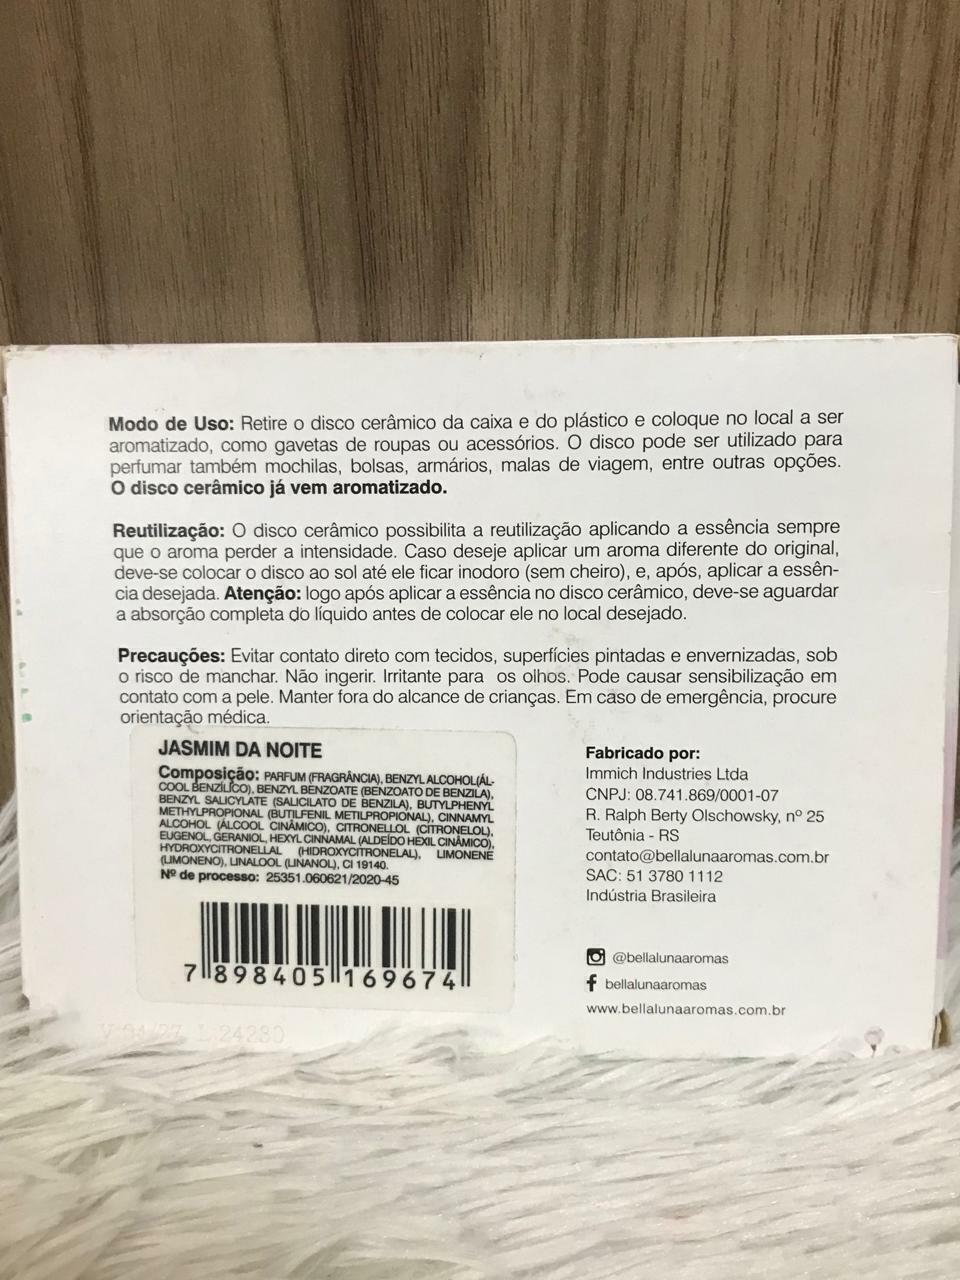 Modo de Uso: Retire o disco cerâmico da caixa e do plástico e coloque no local a ser
aromatizado, como gavetas de roupas ou acessórios. O disco pode ser utilizado para
perfumar também mochilas, bolsas, armários, malas de viagem, entre outras opções.
O disco cerâmico já vem aromatizado.
Reutilização: O disco cerâmico possibilita a reutilização aplicando a essência sempre
que o aroma perder a intensidade. Caso deseje aplicar um aroma diferente do original,
deve-se colocar o disco ao sol até ele ficar inodoro (sem cheiro), e, após, aplicar a essên-
cia desejada. Atenção: logo após aplicar a essência no disco cerâmico, deve-se aguardar
a absorção completa do líquido antes de colocar ele no local desejado.
Precauções: Evitar contato direto com tecidos, superfícies pintadas e envernizadas, sob
o risco de manchar. Não ingerir. Irritante para os olhos. Pode causar sensibilização em
contato com a pele. Manter fora do alcance de crianças. Em caso de emergência, procure
orientação médica.
JASMIM DA NOITE
Composição: PARFUM (FRAGRÂNCIA), BENZYL ALCOHOL(ÁL-
COOL BENZÍLICO), BENZYL BENZOATE (BENZOATO DE BENZILA),
BENZYL SALICYLATE (SALICILATO DE BENZILA), BUTYLPHENYL
METHYLPROPIONAL (BUTILFENIL METILPROPIONAL), CINNAMYL
ALCOHOL (ÁLCOOL CINÂMICO), CITRONELLOL (CITRONELOL),
EUGENOL, GERANIOL, HEXYL CINNAMAL (ALDEÍDO HEXIL CINÂMICO),
HYDROXYCITRONELLAL (HIDROXYCITRONELAL), LIMONENE
(LIMONENO), LINALOOL (LINANOL), CI 19140.
Nº de processo: 25351.060621/2020-45
7 898405 169674
Fabricado por:
Immich Industries Ltda
CNPJ: 08.741.869/0001-07
R. Ralph Berty Olschowsky, nº 25
Teutônia - RS
contato@bellalunaaromas.com.br
SAC: 51 3780 1112
Indústria Brasileira
@bellalunaaromas
bellalunaaromas
www.bellalunaaromas.com.br
L:24230